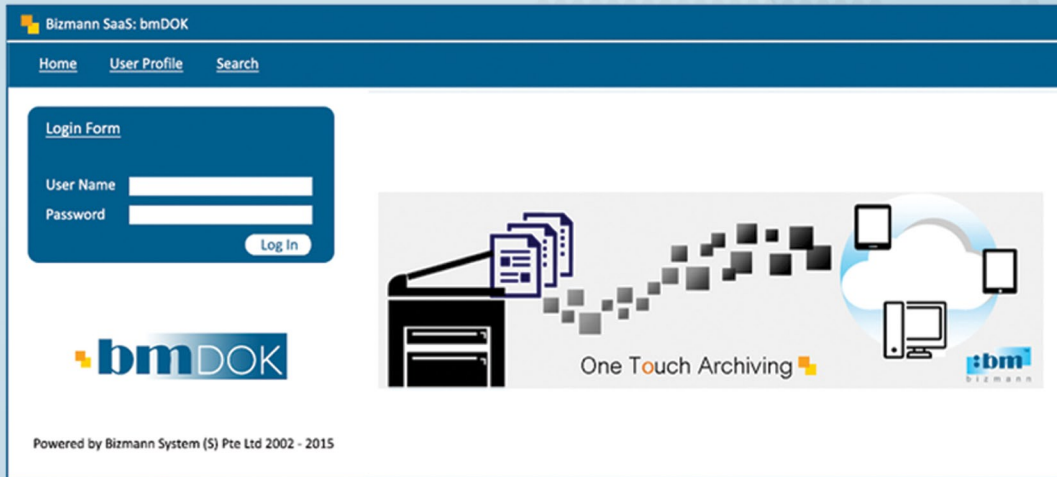 Bizmann SaaS: bmDOK
Home User Profile Search
Login Form
User Name
Password
Log In
bmDOK
One Touch Archiving
:bm
bizmann
Powered by Bizmann System (S) Pte Ltd 2002 - 2015